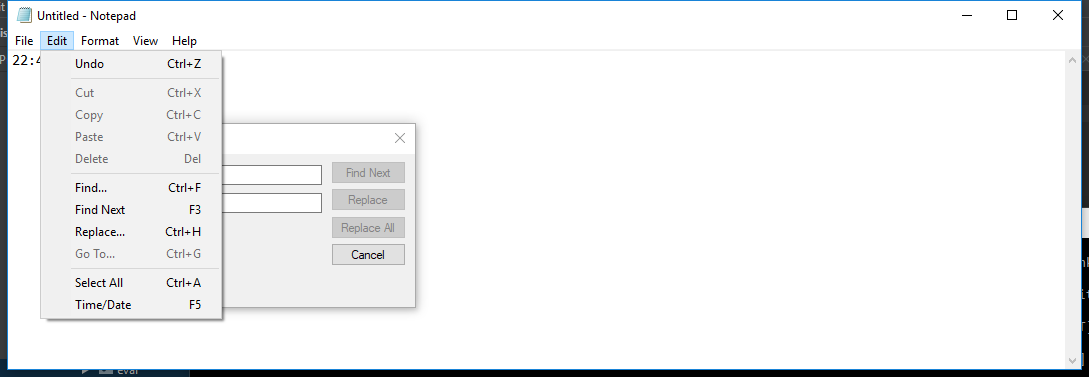 Untitled - Notepad
File Edit Format View Help
22:4
Undo Ctrl+Z
Cut Ctrl+X
Copy Ctrl+C
Paste Ctrl+V
Delete Del
Find... Ctrl+F
Find Next F3
Replace... Ctrl+H
Go To... Ctrl+G
Select All Ctrl+A
Time/Date F5
Find Next
Replace
Replace All
Cancel
eval